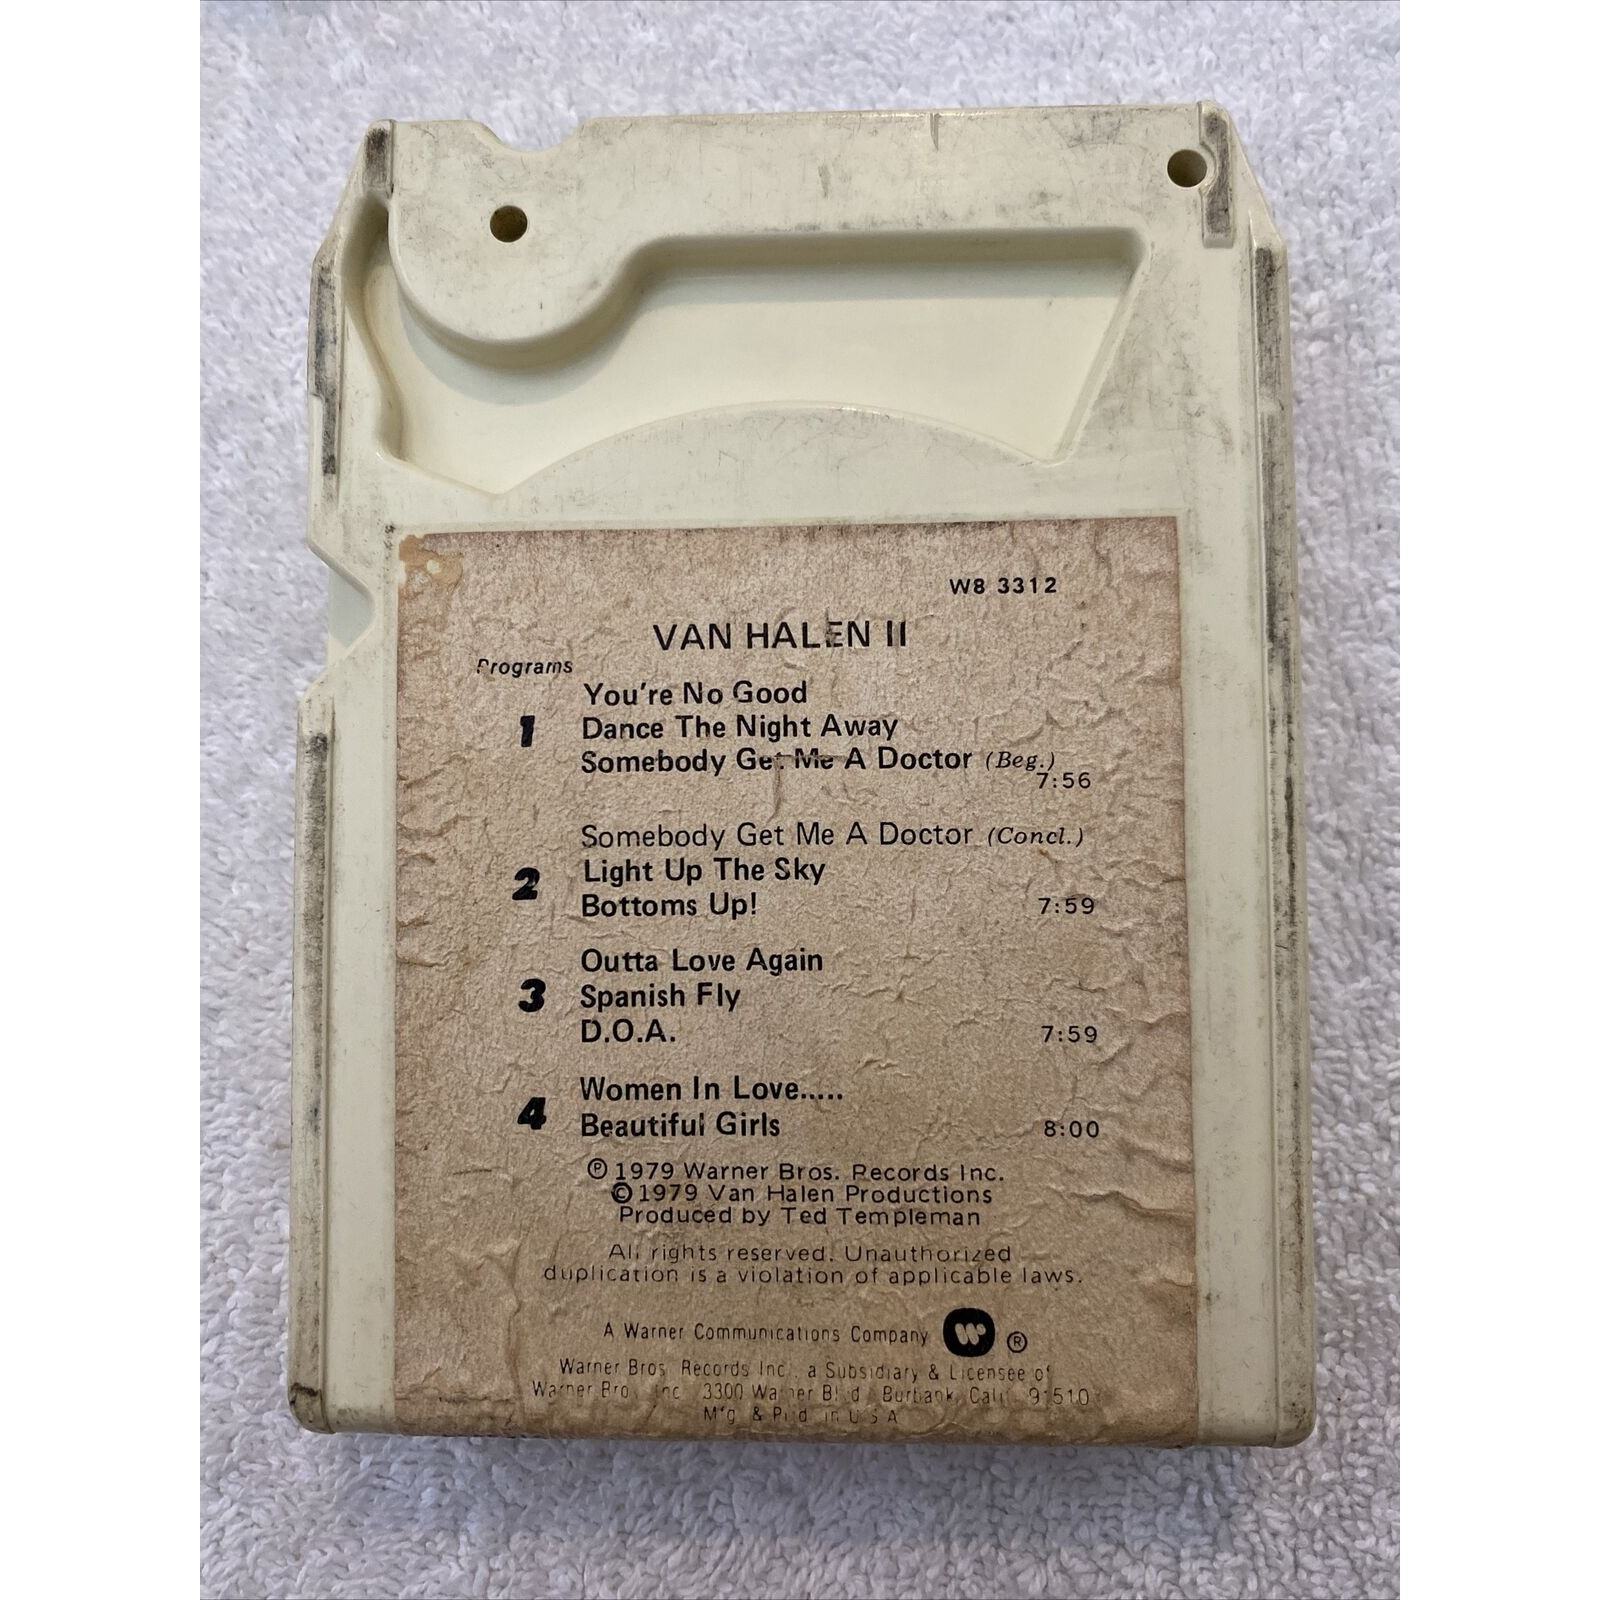 W8 3312
VAN HALEN II
Programs
1
You're No Good
Dance The Night Away
Somebody Get Me A Doctor (Beg.)
7:56
2
Somebody Get Me A Doctor (Concl.)
Light Up The Sky
Bottoms Up! 7:59
3
Outta Love Again
Spanish Fly
D.O.A. 7:59
4
Women In Love.....
Beautiful Girls 8:00
℗ 1979 Warner Bros. Records Inc.
© 1979 Van Halen Productions
Produced by Ted Templeman
All rights reserved. Unauthorized
duplication is a violation of applicable laws.
A Warner Communications Company W ®
Warner Bros. Records Inc., a Subsidiary & Licensee of
Warner Bros. Inc. 3300 Warner Blvd., Burbank, Calif. 91510
Mfg. & Ptd. in U.S.A.